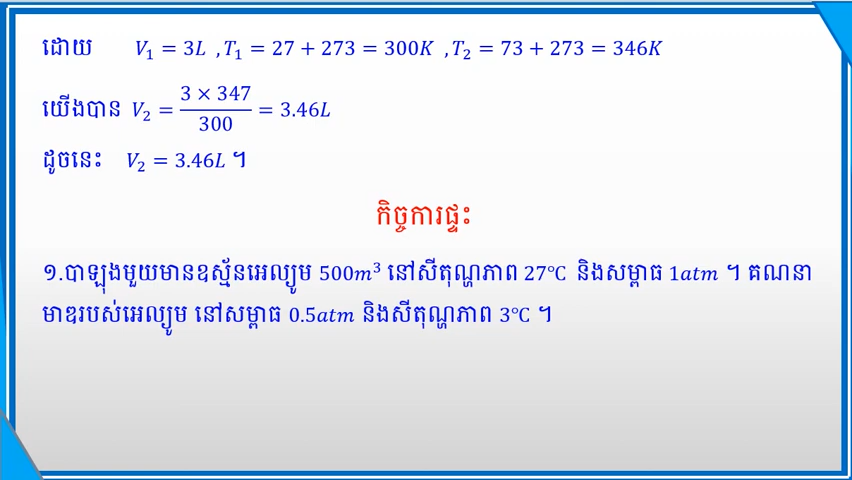 ដោយ V₁ = 3L , T₁ = 27 + 273 = 300K , T₂ = 73 + 273 = 346K
យើងបាន V₂ = (3 × 347)/300 = 3.46L
ដូចនេះ V₂ = 3.46L ។
កិច្ចការផ្ទះ
១.បាឡុងមួយមានឧស្ម័នអេល្យូម 500m³ នៅសីតុណ្ហភាព 27°C និងសម្ពាធ 1atm ។ គណនា
មាឌរបស់អេល្យូម នៅសម្ពាធ 0.5atm និងសីតុណ្ហភាព 3°C ។